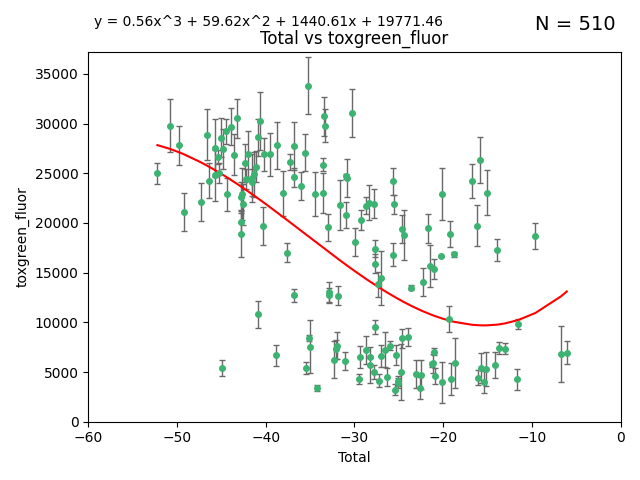 y = 0.56x^3 + 59.62x^2 + 1440.61x + 19771.46
N = 510
Total vs toxgreen_fluor
35000
30000
25000
20000
15000
10000
5000
0
toxgreen_fluor
−60 −50 −40 −30 −20 −10 0
Total